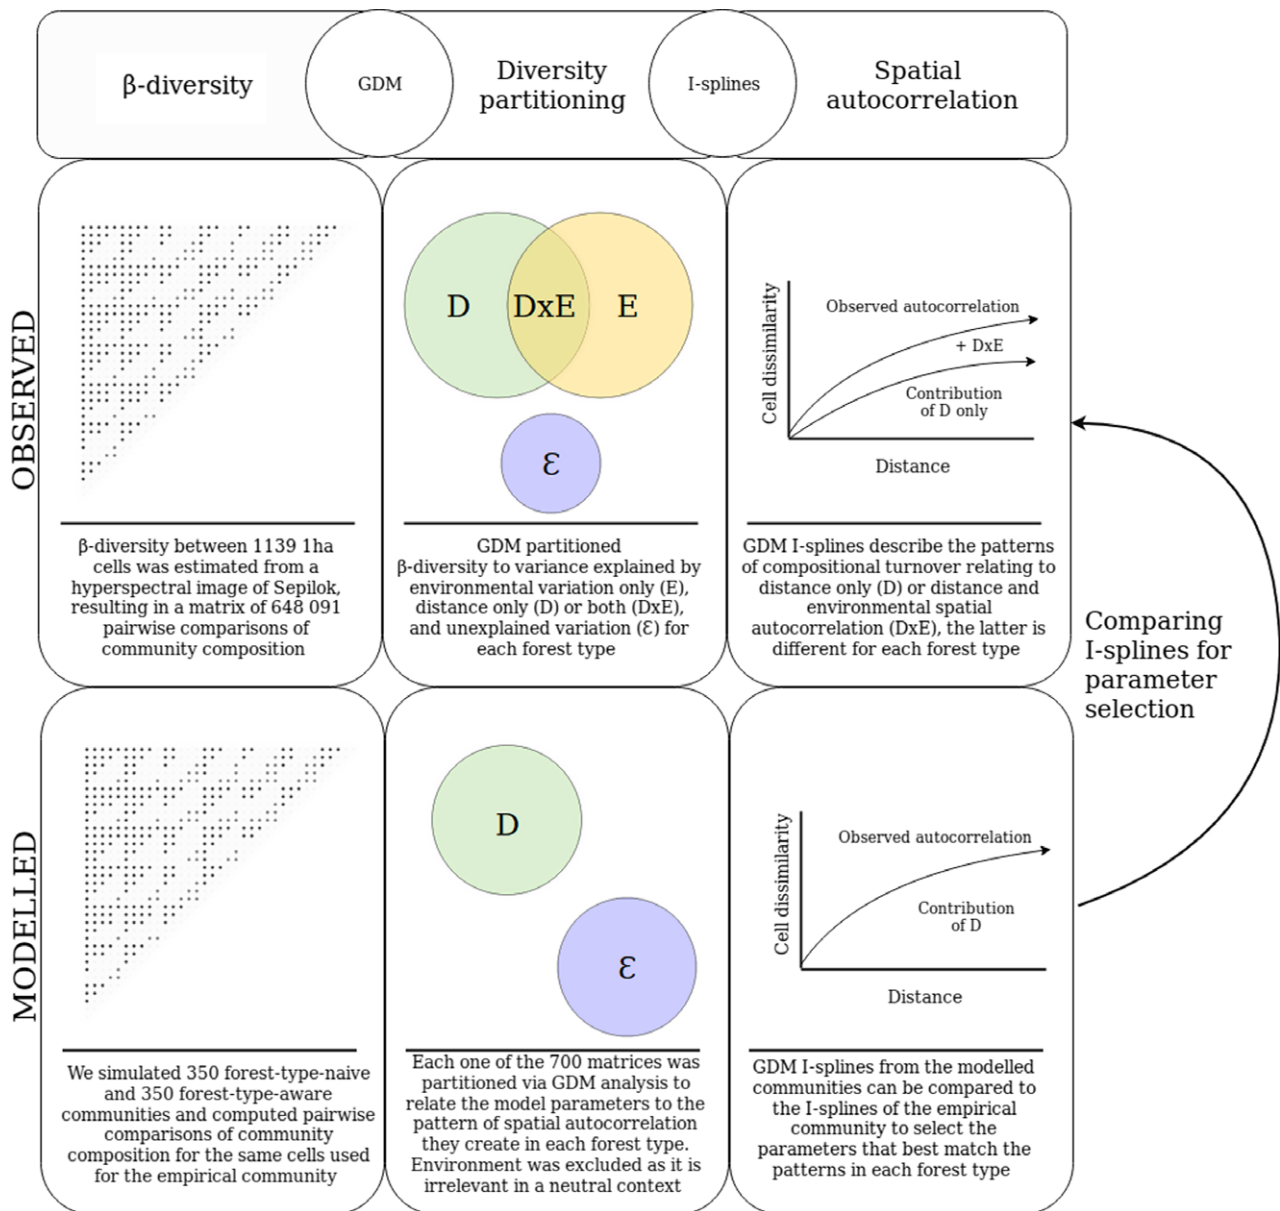 β-diversity
GDM
Diversity
partitioning
I-splines
Spatial
autocorrelation
OBSERVED
β-diversity between 1139 1ha
cells was estimated from a
hyperspectral image of Sepilok,
resulting in a matrix of 648 091
pairwise comparisons of
community composition
D
DxE
E
Ɛ
GDM partitioned
β-diversity to variance explained by
environmental variation only (E),
distance only (D) or both (DxE),
and unexplained variation (Ɛ) for
each forest type
Cell dissimilarity
Observed autocorrelation
+ DxE
Contribution
of D only
Distance
GDM I-splines describe the patterns
of compositional turnover relating to
distance only (D) or distance and
environmental spatial
autocorrelation (DxE), the latter is
different for each forest type
Comparing
I-splines for
parameter
selection
MODELLED
We simulated 350 forest-type-naive
and 350 forest-type-aware
communities and computed pairwise
comparisons of community
composition for the same cells used
for the empirical community
D
Ɛ
Each one of the 700 matrices was
partitioned via GDM analysis to
relate the model parameters to the
pattern of spatial autocorrelation
they create in each forest type.
Environment was excluded as it is
irrelevant in a neutral context
Cell dissimilarity
Observed autocorrelation
Contribution
of D
Distance
GDM I-splines from the modelled
communities can be compared to
the I-splines of the empirical
community to select the
parameters that best match the
patterns in each forest type